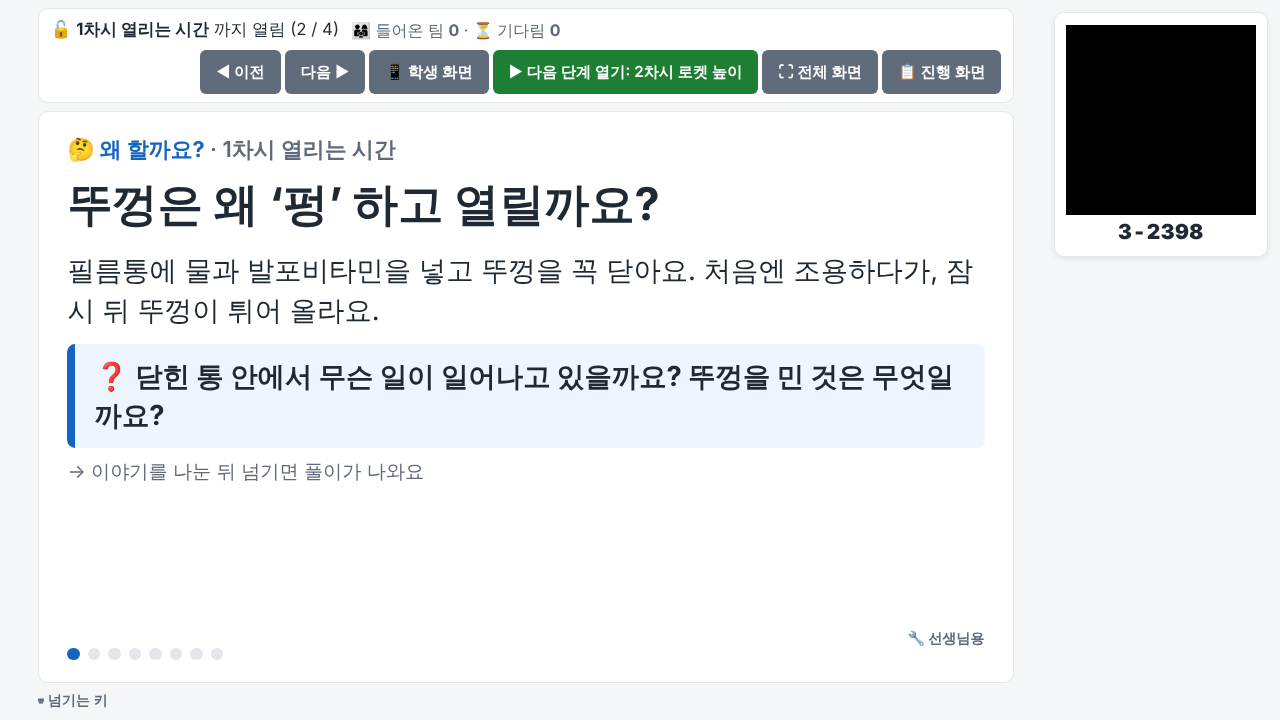 🔓 1차시 열리는 시간 까지 열림 (2 / 4) 👨‍👩‍👧 들어온 팀 0 · ⏳ 기다림 0
◀ 이전
다음 ▶
📱 학생 화면
▶ 다음 단계 열기: 2차시 로켓 높이
⛶ 전체 화면
📋 진행 화면
🤔 왜 할까요? · 1차시 열리는 시간
뚜껑은 왜 ‘펑’ 하고 열릴까요?
필름통에 물과 발포비타민을 넣고 뚜껑을 꼭 닫아요. 처음엔 조용하다가, 잠
시 뒤 뚜껑이 튀어 올라요.
❓ 닫힌 통 안에서 무슨 일이 일어나고 있을까요? 뚜껑을 민 것은 무엇일
까요?
→ 이야기를 나눈 뒤 넘기면 풀이가 나와요
🔧 선생님용
넘기는 키
3-2398